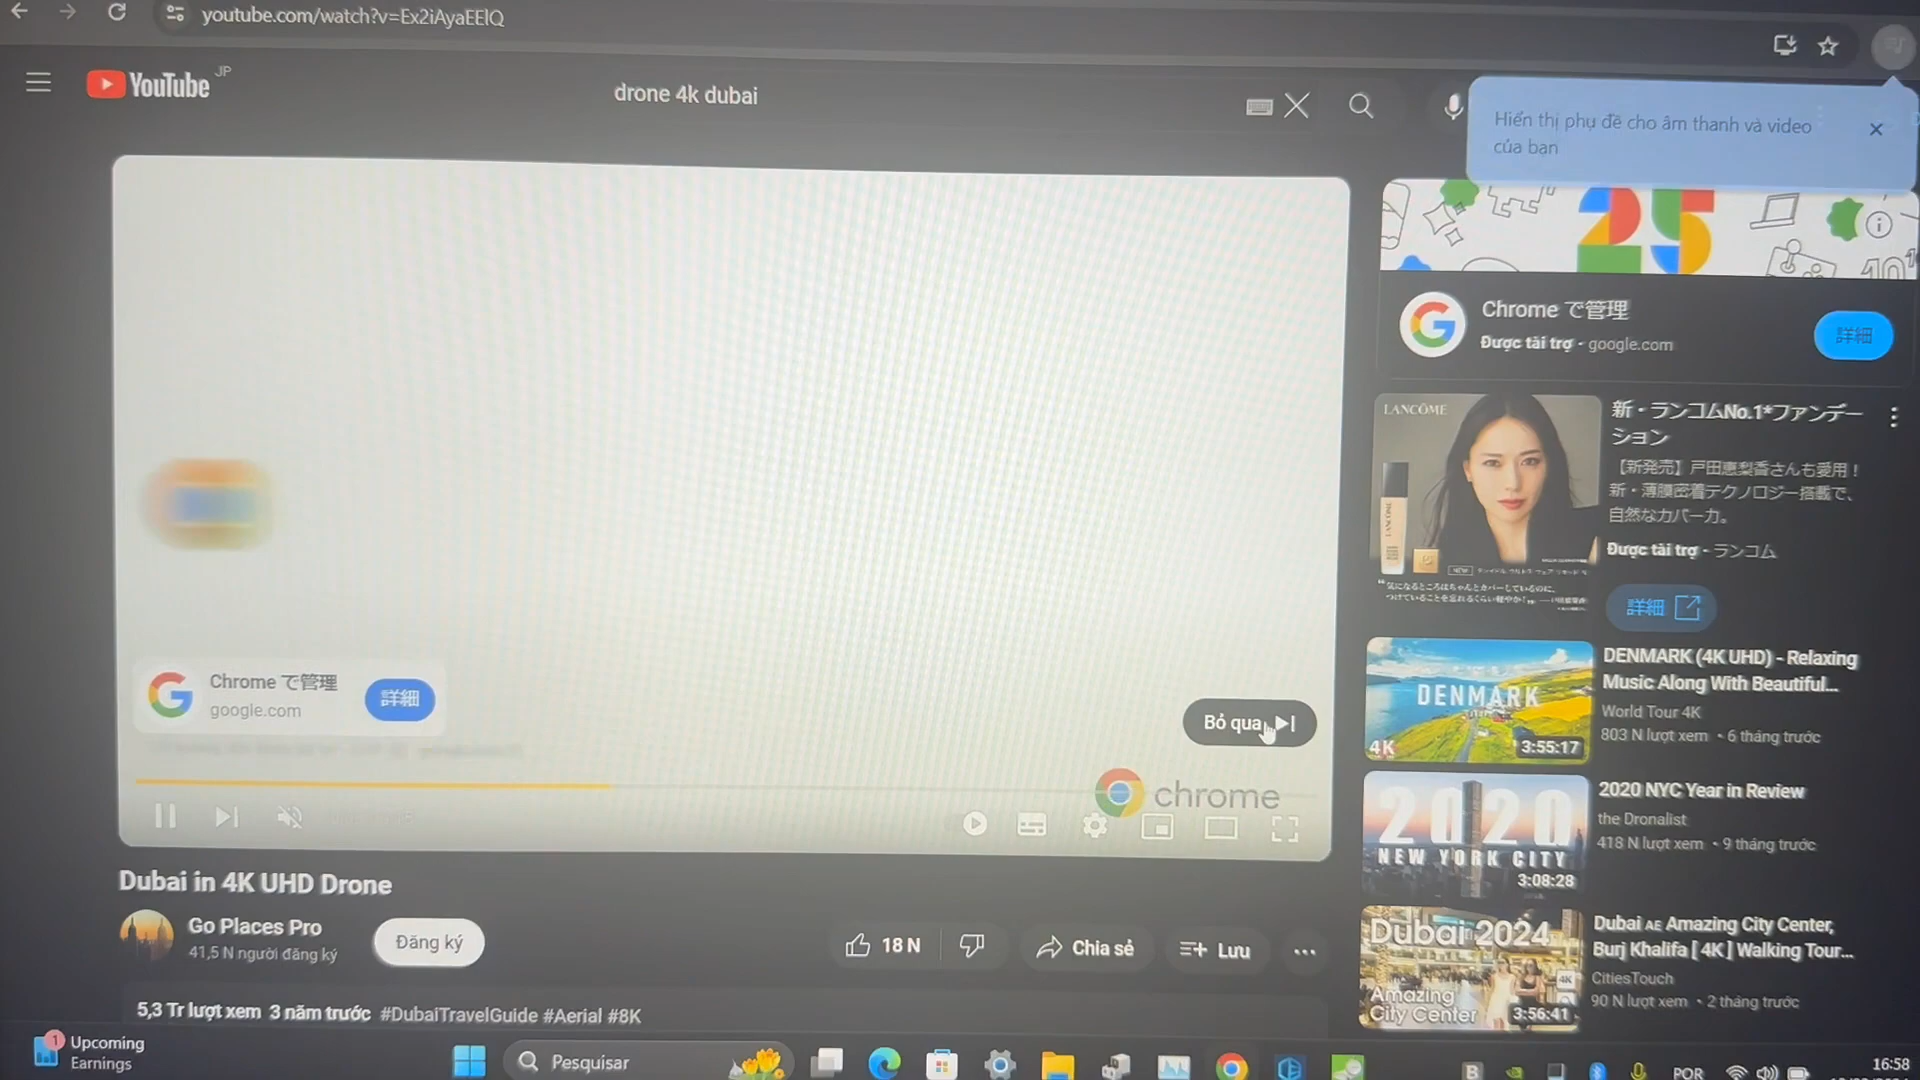 youtube.com/watch?v=Ex2iAyaEElQ
YouTube JP
drone 4k dubai
Hiển thị phụ đề cho âm thanh và video
của bạn
25
Chrome で管理
Được tài trợ · google.com
詳細
LANCÔME
新・ランコムNo.1*ファンデー
ション
【新発売】戸田恵梨香さんも愛用！
新・薄膜密着テクノロジー搭載で、
自然なカバー力。
Được tài trợ · ランコム
詳細
Chrome で管理
google.com
詳細
Bỏ qua
chrome
DENMARK
4K
3:55:17
DENMARK (4K UHD) - Relaxing
Music Along With Beautiful...
World Tour 4K
803 N lượt xem • 6 tháng trước
2020
NEW YORK CITY
3:08:28
2020 NYC Year in Review
the Dronalist
418 N lượt xem • 9 tháng trước
Dubai 2024
4K
Amazing
City Center
3:56:41
Dubai AE Amazing City Center,
Burj Khalifa [ 4K ] Walking Tour...
CitiesTouch
90 N lượt xem • 2 tháng trước
Dubai in 4K UHD Drone
Go Places Pro
41,5 N người đăng ký
Đăng ký
18 N
Chia sẻ
Lưu
5,3 Tr lượt xem 3 năm trước #DubaiTravelGuide #Aerial #8K
1
Upcoming
Earnings
Pesquisar
POR
16:58